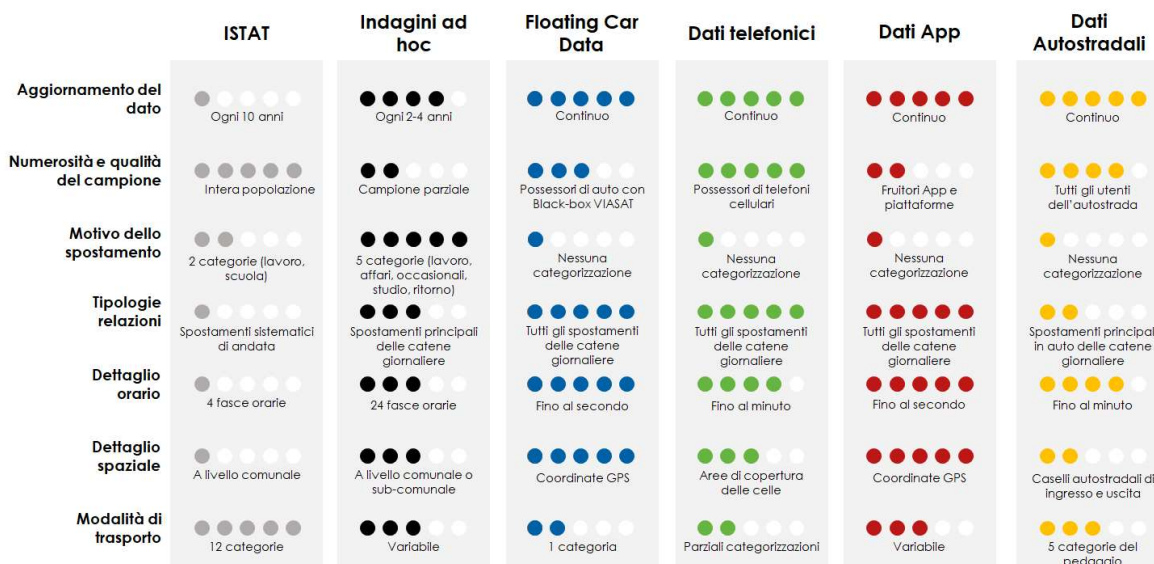 ISTAT
Indagini ad
hoc
Floating Car
Data
Dati telefonici
Dati App
Dati
Autostradali
Aggiornamento del
dato
Ogni 10 anni
Ogni 2-4 anni
Continuo
Continuo
Continuo
Continuo
Numerosità e qualità
del campione
Intera popolazione
Campione parziale
Possessori di auto con
Black-box VIASAT
Possessori di telefoni
cellulari
Fruitori App e
piattaforme
Tutti gli utenti
dell'autostrada
Motivo dello
spostamento
2 categorie (lavoro,
scuola)
5 categorie (lavoro,
affari, occasionali,
studio, ritorno)
Nessuna
categorizzazione
Nessuna
categorizzazione
Nessuna
categorizzazione
Nessuna
categorizzazione
Tipologie
relazioni
Spostamenti sistematici
di andata
Spostamenti principali
delle catene
giornaliere
Tutti gli spostamenti
delle catene
giornaliere
Tutti gli spostamenti
delle catene
giornaliere
Tutti gli spostamenti
delle catene
giornaliere
Spostamenti principali
in auto delle catene
giornaliere
Dettaglio
orario
4 fasce orarie
24 fasce orarie
Fino al secondo
Fino al minuto
Fino al secondo
Fino al minuto
Dettaglio
spaziale
A livello comunale
A livello comunale o
sub-comunale
Coordinate GPS
Aree di copertura
delle celle
Coordinate GPS
Caselli autostradali di
ingresso e uscita
Modalità di
trasporto
12 categorie
Variabile
1 categoria
Parziali categorizzazioni
Variabile
5 categorie del
pedaggio